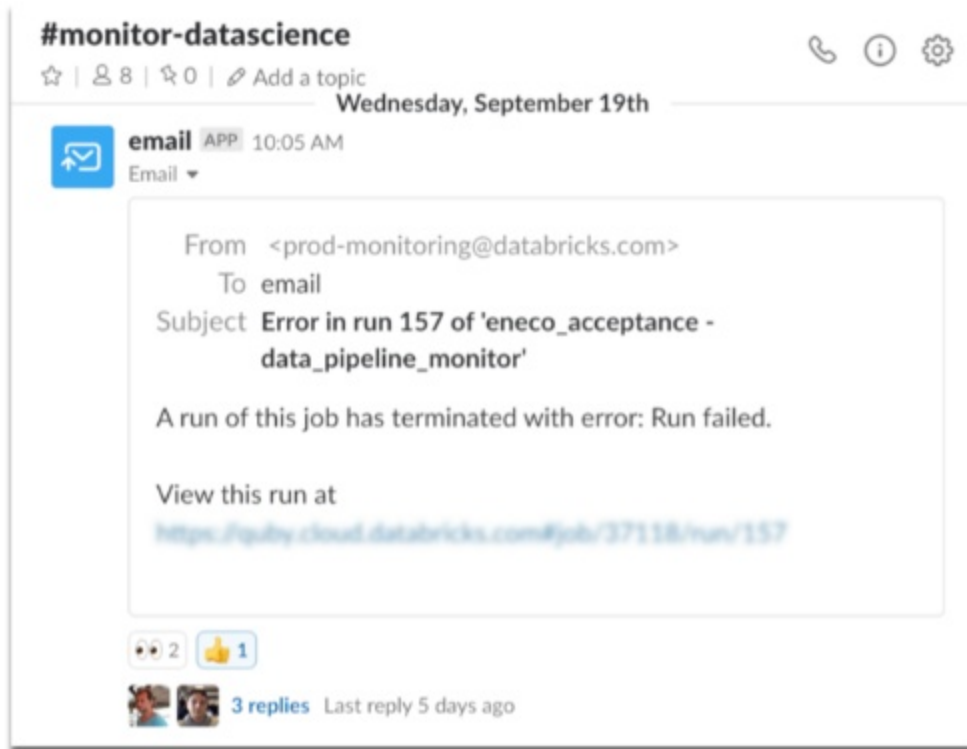 #monitor-datascience
8 | 0 | Add a topic
Wednesday, September 19th
email APP 10:05 AM
Email
From <prod-monitoring@databricks.com>
To email
Subject Error in run 157 of 'eneco_acceptance -
data_pipeline_monitor'
A run of this job has terminated with error: Run failed.
View this run at
2 1
3 replies Last reply 5 days ago